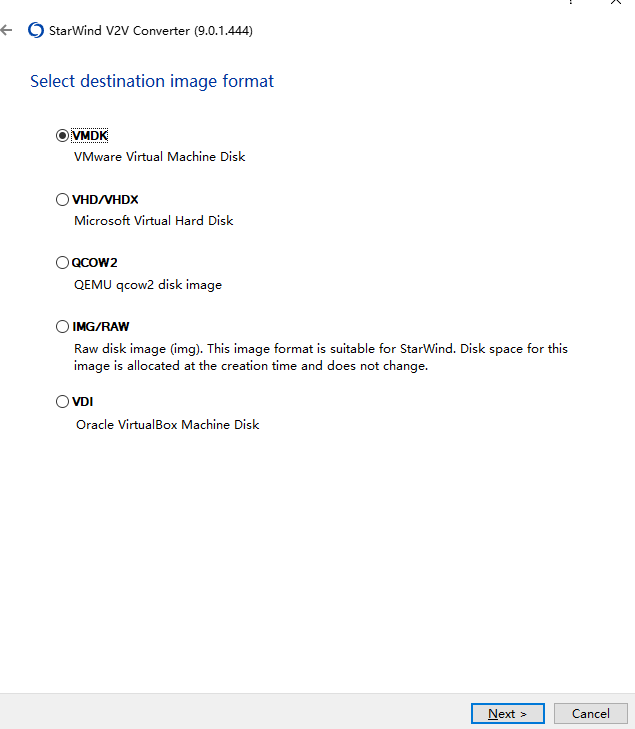 StarWind V2V Converter (9.0.1.444)
Select destination image format
VMDK
VMware Virtual Machine Disk
VHD/VHDX
Microsoft Virtual Hard Disk
QCOW2
QEMU qcow2 disk image
IMG/RAW
Raw disk image (img). This image format is suitable for StarWind. Disk space for this
image is allocated at the creation time and does not change.
VDI
Oracle VirtualBox Machine Disk
Next >
Cancel